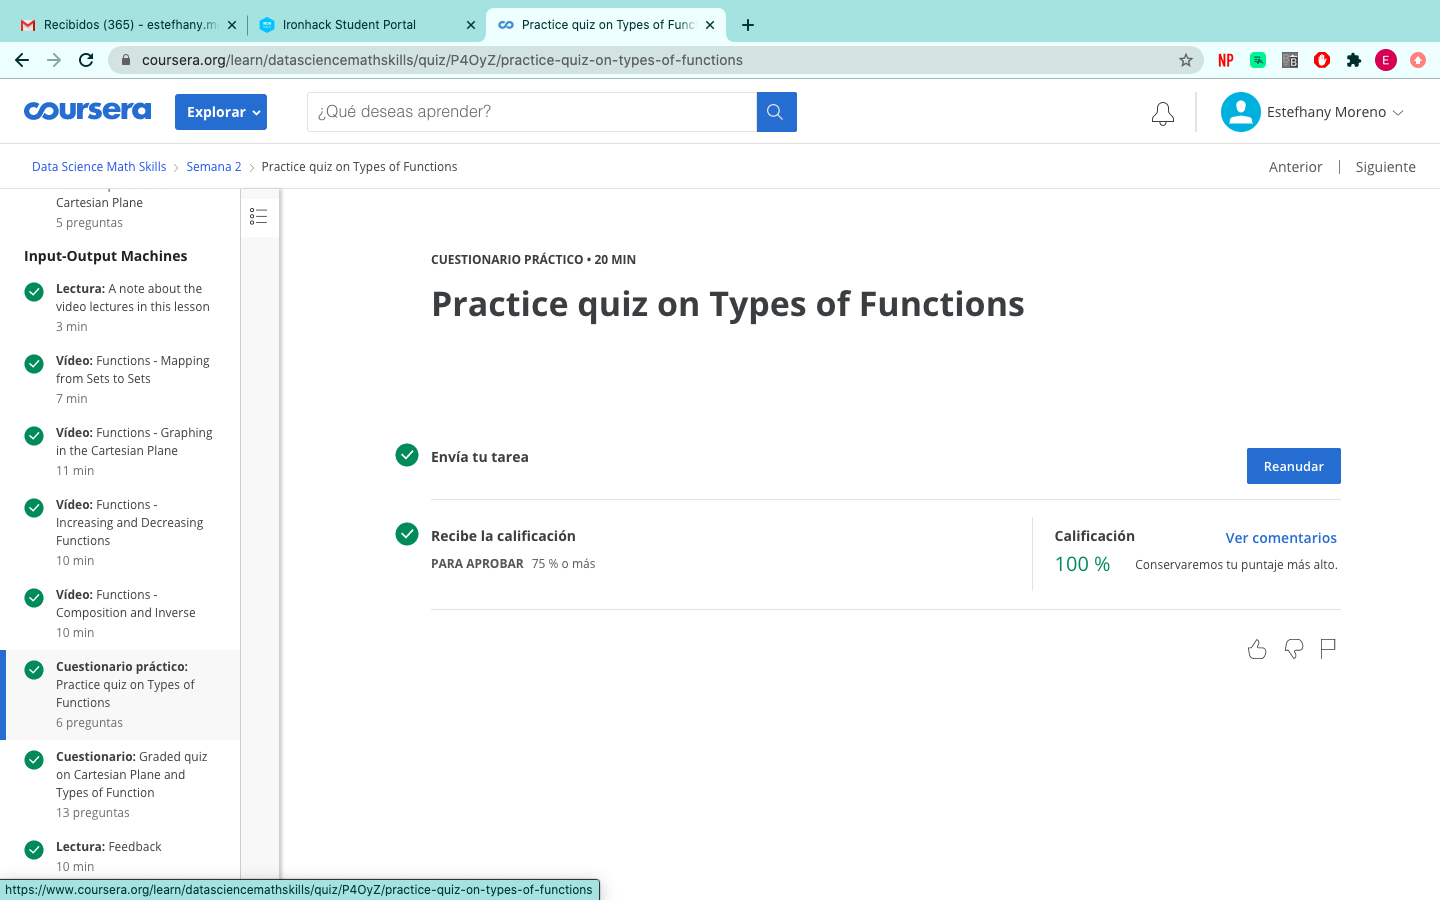 Recibidos (365) - estefhany.m
Ironhack Student Portal
Practice quiz on Types of Func
coursera.org/learn/datasciencemathskills/quiz/P4OyZ/practice-quiz-on-types-of-functions
NP
E
coursera
Explorar
¿Qué deseas aprender?
Estefhany Moreno
Data Science Math Skills
Semana 2
Practice quiz on Types of Functions
Anterior
Siguiente
Cartesian Plane
5 preguntas
Input-Output Machines
Lectura: A note about the
video lectures in this lesson
3 min
Vídeo: Functions - Mapping
from Sets to Sets
7 min
Vídeo: Functions - Graphing
in the Cartesian Plane
11 min
Vídeo: Functions -
Increasing and Decreasing
Functions
10 min
Vídeo: Functions -
Composition and Inverse
10 min
Cuestionario práctico:
Practice quiz on Types of
Functions
6 preguntas
Cuestionario: Graded quiz
on Cartesian Plane and
Types of Function
13 preguntas
Lectura: Feedback
10 min
CUESTIONARIO PRÁCTICO • 20 MIN
Practice quiz on Types of Functions
Envía tu tarea
Reanudar
Recibe la calificación
PARA APROBAR 75 % o más
Calificación
Ver comentarios
100 %
Conservaremos tu puntaje más alto.
https://www.coursera.org/learn/datasciencemathskills/quiz/P4OyZ/practice-quiz-on-types-of-functions